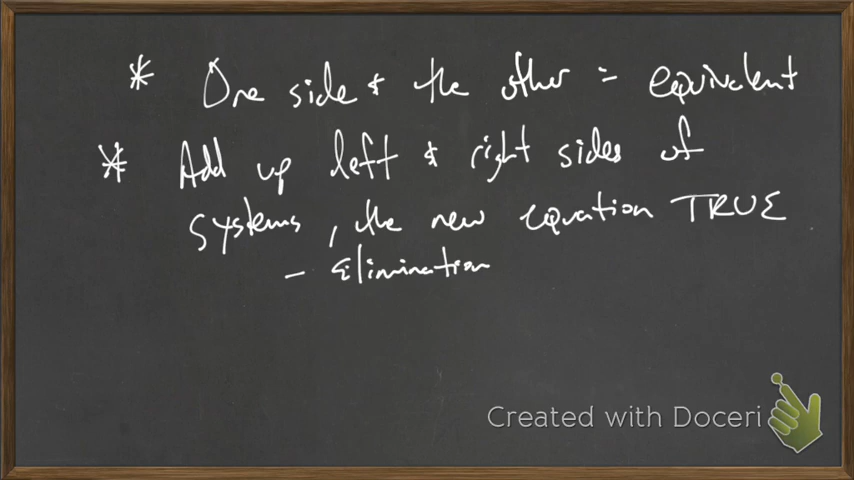 * One side & the other = equivalent
* Add up left & right sides of
systems, the new equation TRUE
- Elimination
Created with Doceri